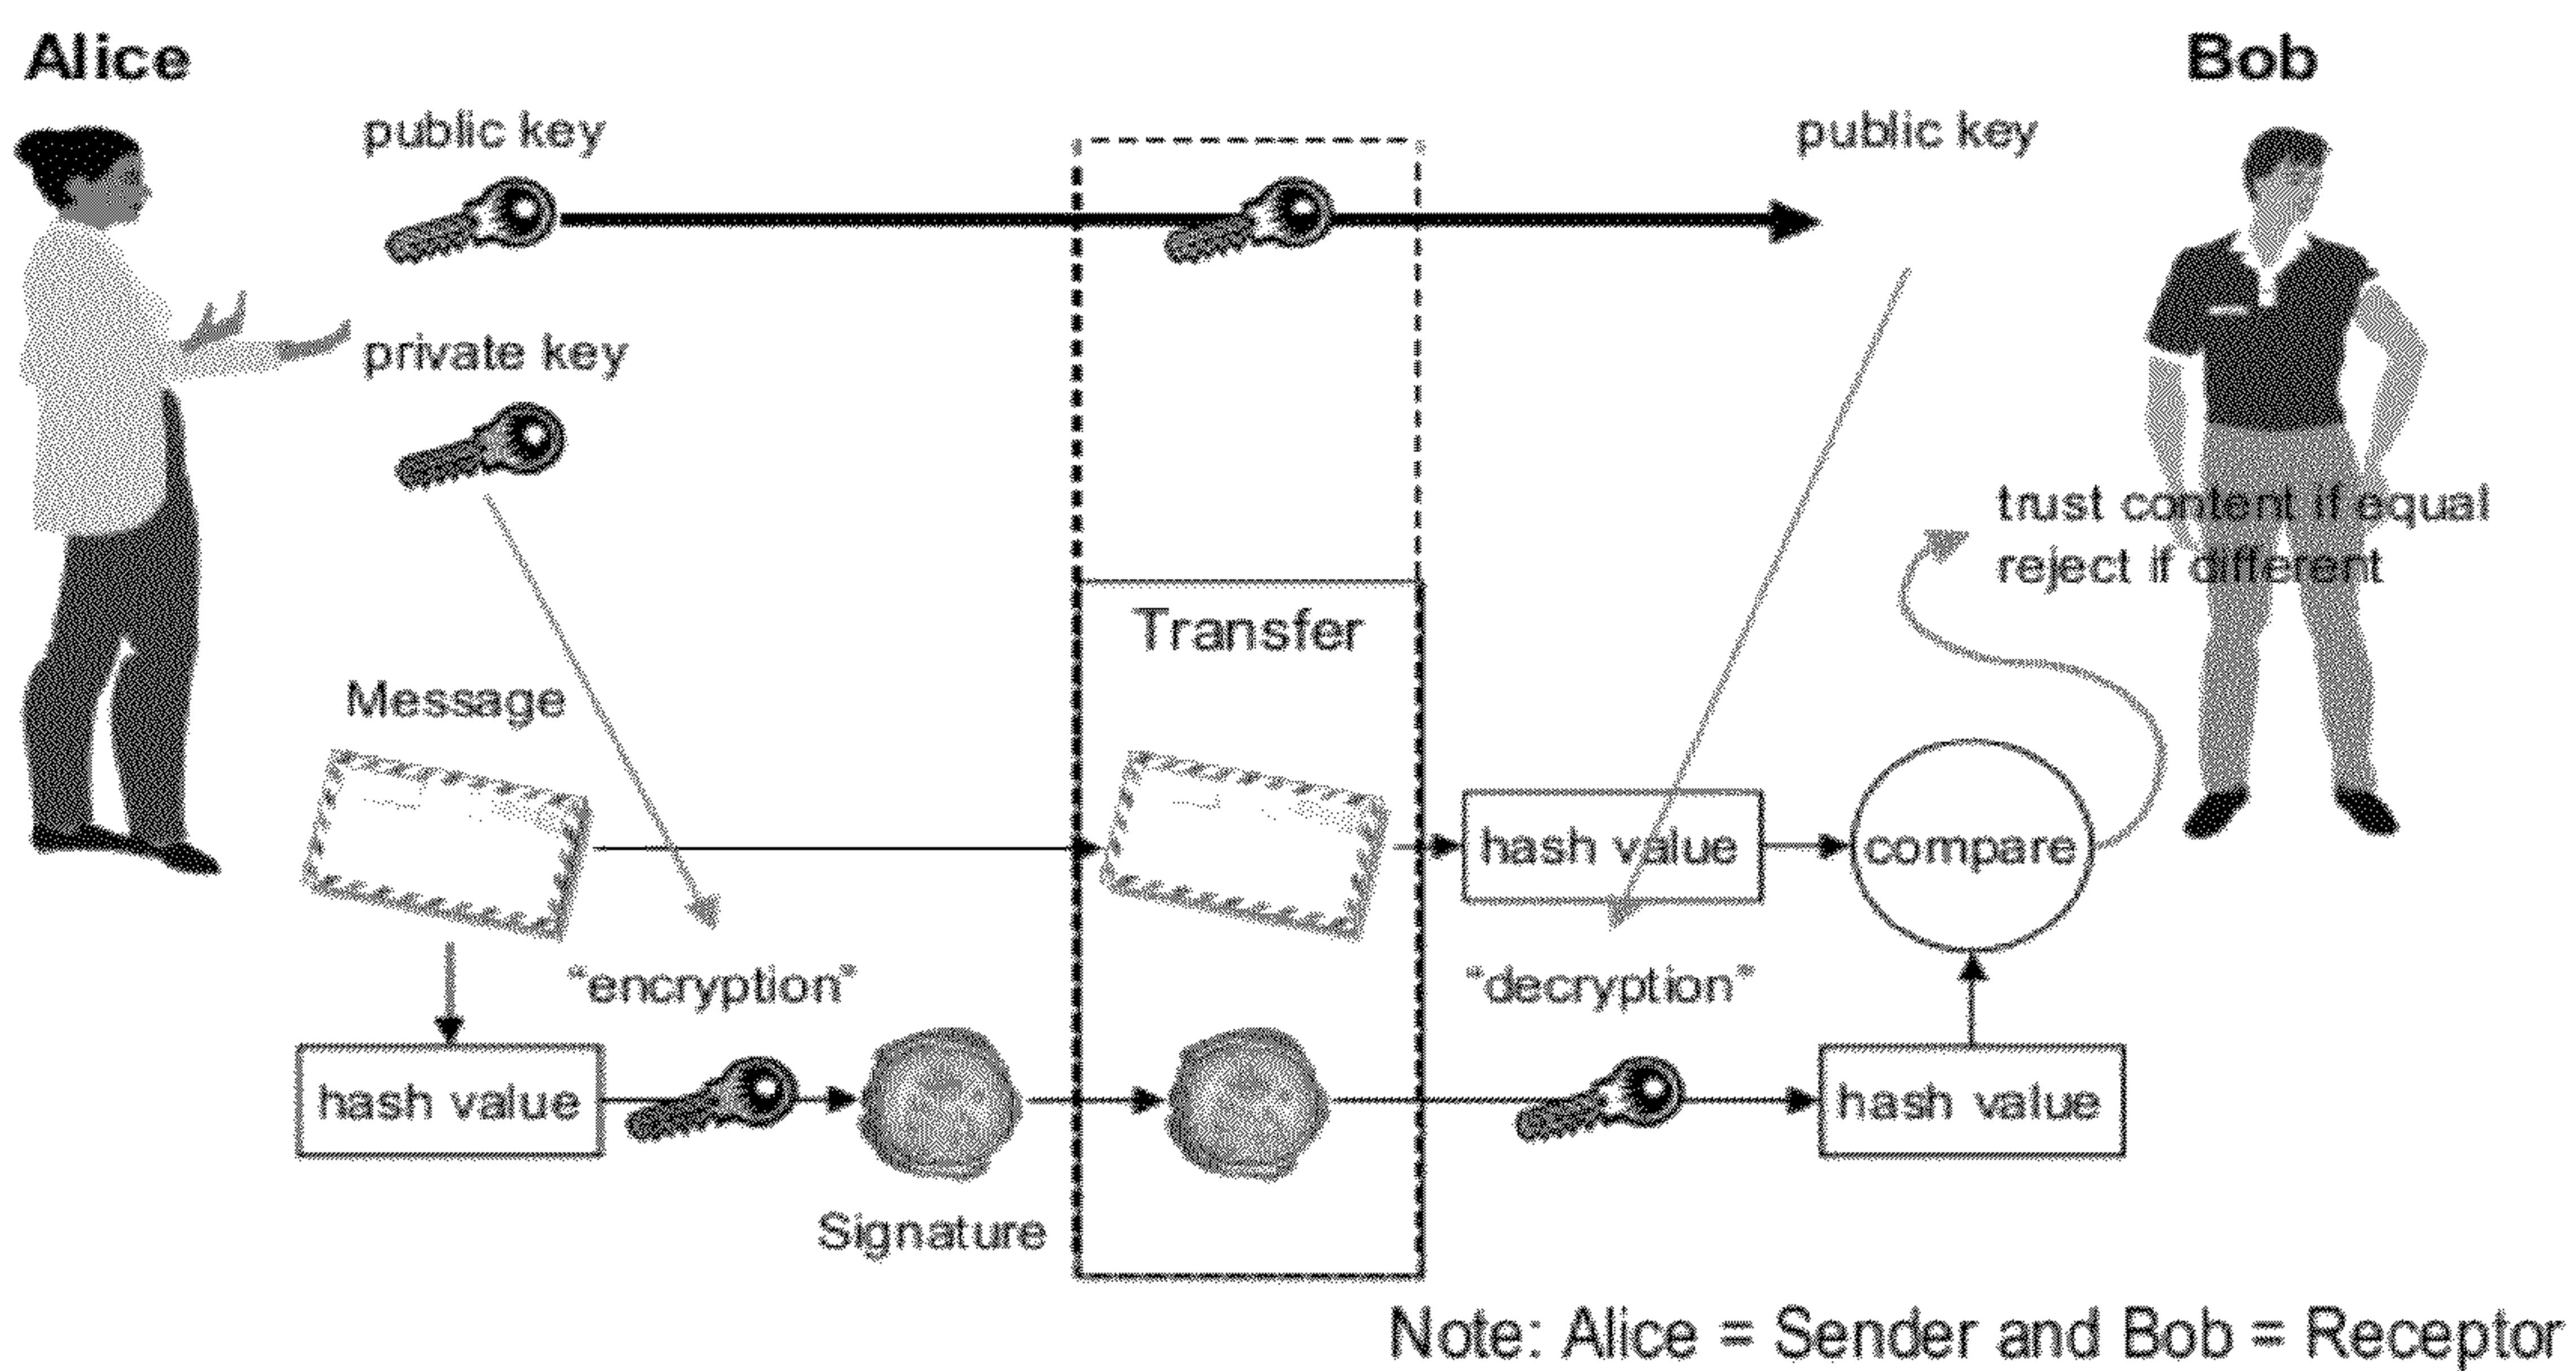 Alice
Bob
public key
public key
private key
trust content if equal
reject if different
Transfer
Message
hash value
compare
“encryption”
“decryption”
hash value
hash value
Signature
Note: Alice = Sender and Bob = Receptor